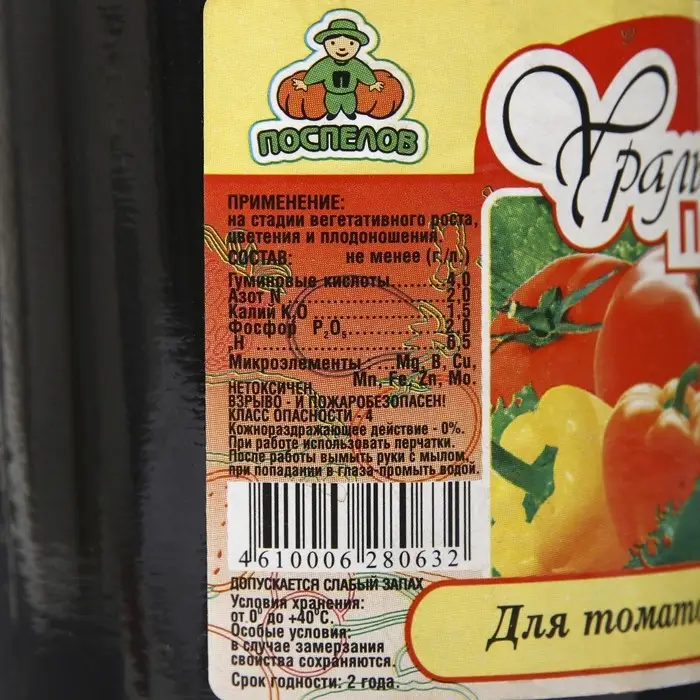 П
ПОСПЕЛОВ
ПРИМЕНЕНИЕ:
на стадии вегетативного роста,
цветения и плодоношения.
СОСТАВ: не менее (г/л.)
Гуминовые кислоты......4.0
Азот N.....................2.0
Калий K₂O.................1.5
Фосфор P₂O₅..............2.0
pH..........................6.5
Микроэлементы ....Mg, B, Cu,
Mn, Fe, Zn, Mo.
НЕТОКСИЧЕН,
ВЗРЫВО - И ПОЖАРОБЕЗОПАСЕН!
КЛАСС ОПАСНОСТИ - 4
Кожнораздражающее действие - 0%.
При работе использовать перчатки.
После работы вымыть руки с мылом,
при попадании в глаза-промыть водой.
4 610006 280632
ДОПУСКАЕТСЯ СЛАБЫЙ ЗАПАХ
Условия хранения:
от 0° до +40°С.
Особые условия:
в случае замерзания
свойства сохраняются.
Срок годности: 2 года.
Для томато